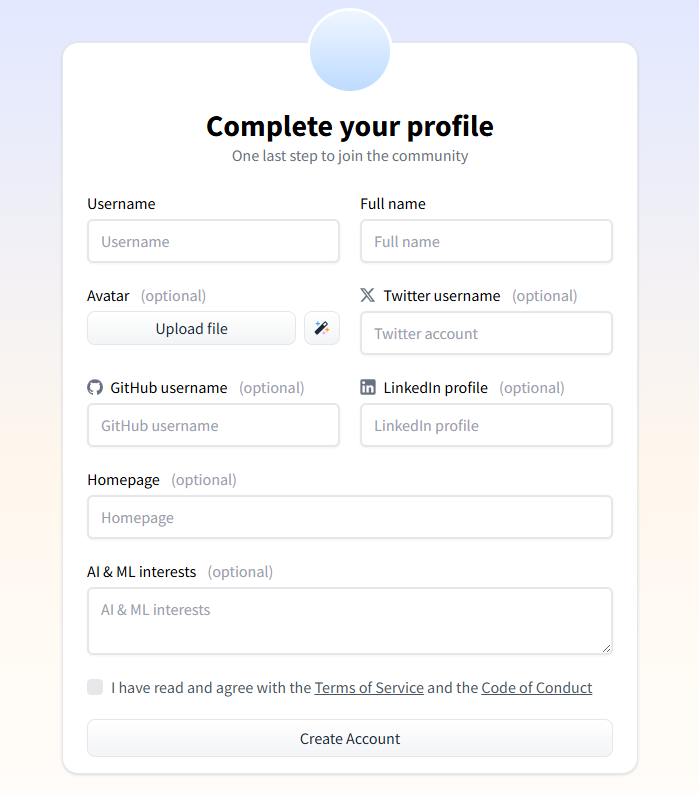 Complete your profile
One last step to join the community
Username
Full name
Username
Full name
Avatar (optional)
Twitter username (optional)
Upload file
Twitter account
GitHub username (optional)
LinkedIn profile (optional)
GitHub username
LinkedIn profile
Homepage (optional)
Homepage
AI & ML interests (optional)
AI & ML interests
I have read and agree with the Terms of Service and the Code of Conduct
Create Account